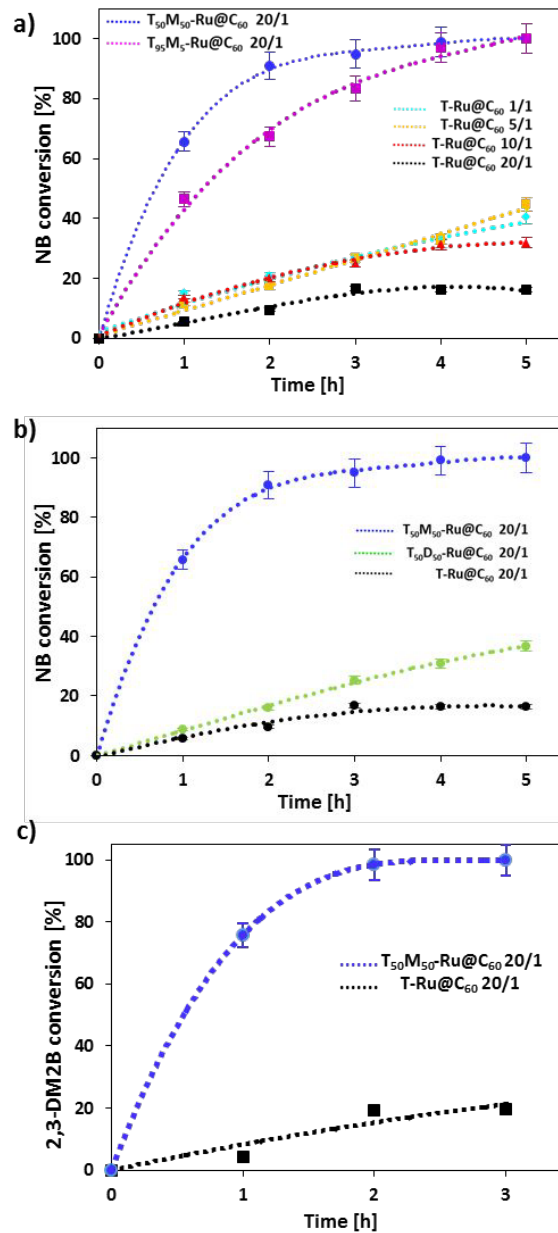 a)
T₅₀M₅₀-Ru@C₆₀ 20/1
T₉₅M₅-Ru@C₆₀ 20/1
T-Ru@C₆₀ 1/1
T-Ru@C₆₀ 5/1
T-Ru@C₆₀ 10/1
T-Ru@C₆₀ 20/1
NB conversion [%]
100
80
60
40
20
0
0 1 2 3 4 5
Time [h]
b)
T₅₀M₅₀-Ru@C₆₀ 20/1
T₅₀D₅₀-Ru@C₆₀ 20/1
T-Ru@C₆₀ 20/1
NB conversion [%]
100
80
60
40
20
0
0 1 2 3 4 5
Time [h]
c)
T₅₀M₅₀-Ru@C₆₀ 20/1
T-Ru@C₆₀ 20/1
2,3-DM2B conversion [%]
100
80
60
40
20
0
0 1 2 3
Time [h]